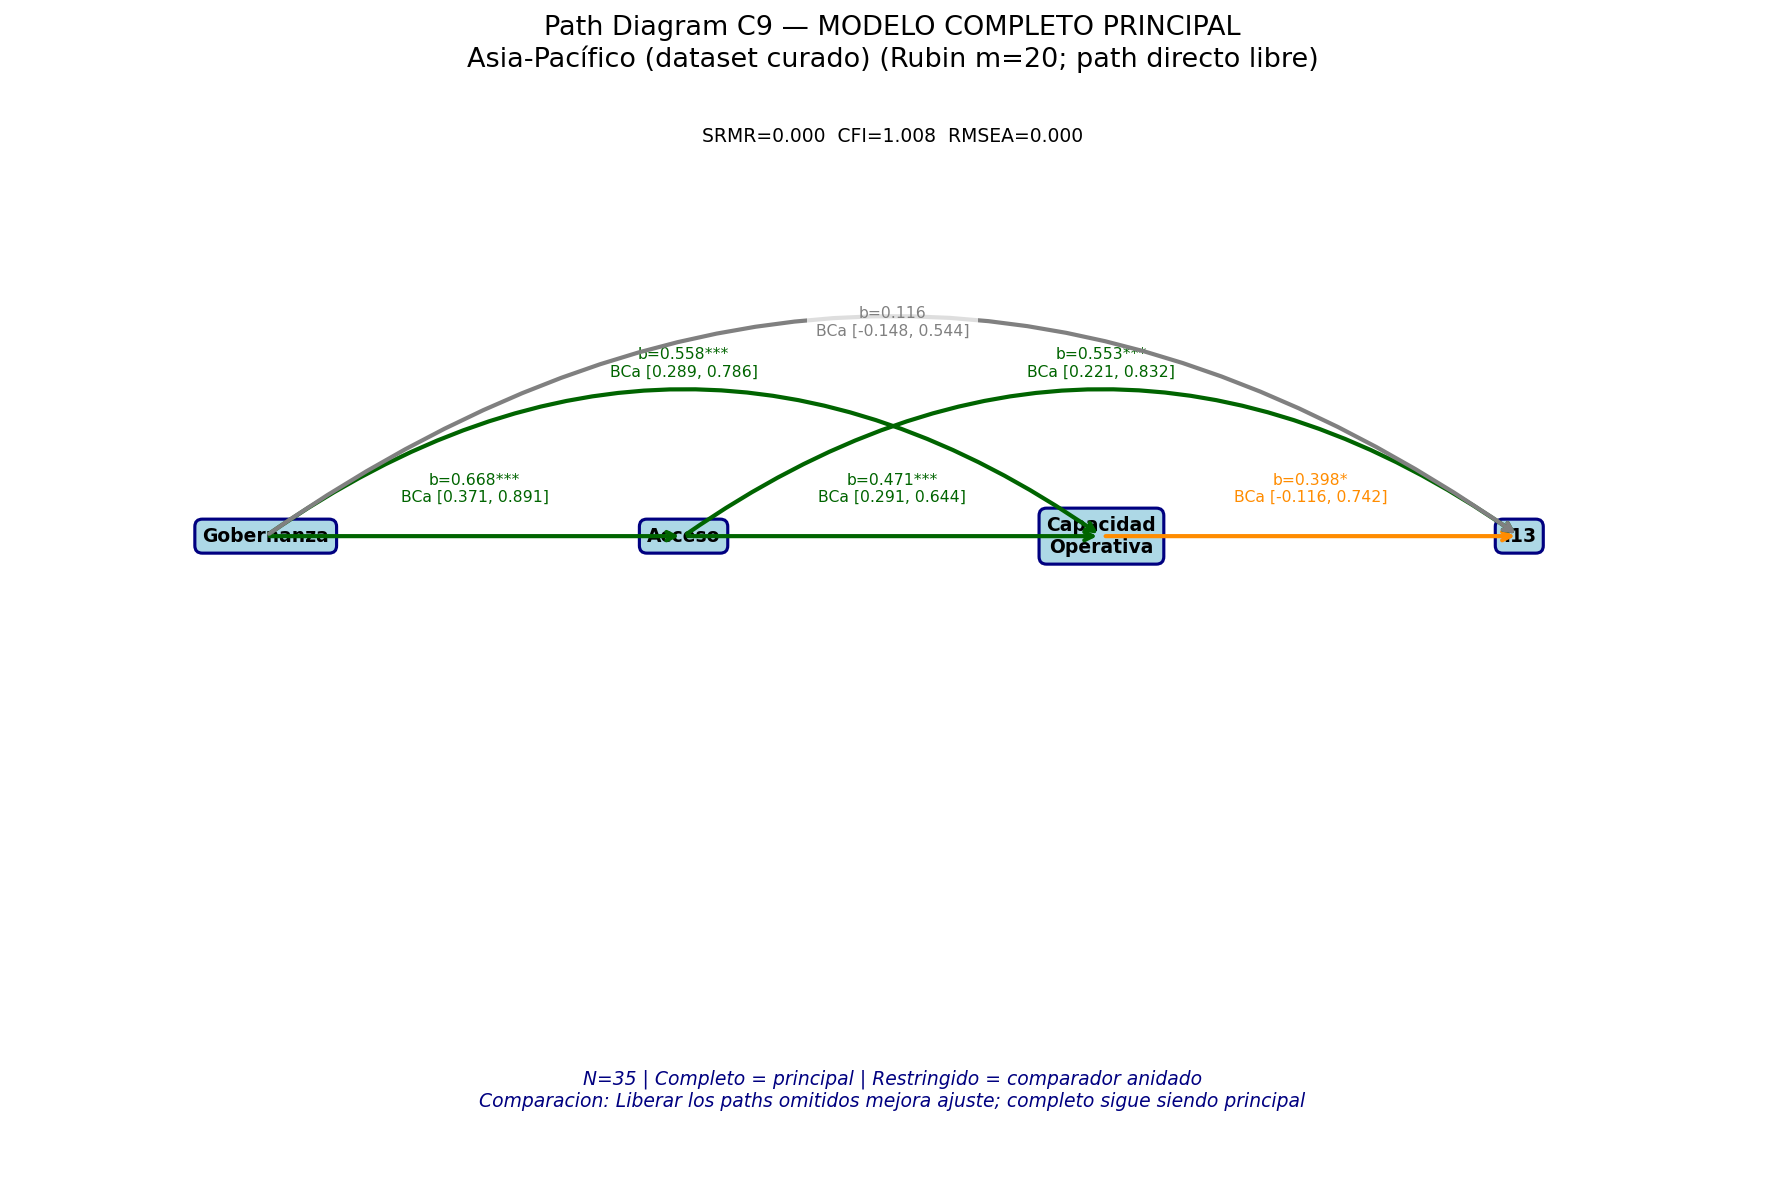 Path Diagram C9 — MODELO COMPLETO PRINCIPAL
Asia-Pacífico (dataset curado) (Rubin m=20; path directo libre)
SRMR=0.000  CFI=1.008  RMSEA=0.000
b=0.116
BCa [-0.148, 0.544]
b=0.558***
BCa [0.289, 0.786]
b=0.553***
BCa [0.221, 0.832]
b=0.668***
BCa [0.371, 0.891]
b=0.471***
BCa [0.291, 0.644]
b=0.398*
BCa [-0.116, 0.742]
Gobernanza
Acceso
Capacidad
Operativa
N=35 | Completo = principal | Restringido = comparador anidado
Comparacion: Liberar los paths omitidos mejora ajuste; completo sigue siendo principal